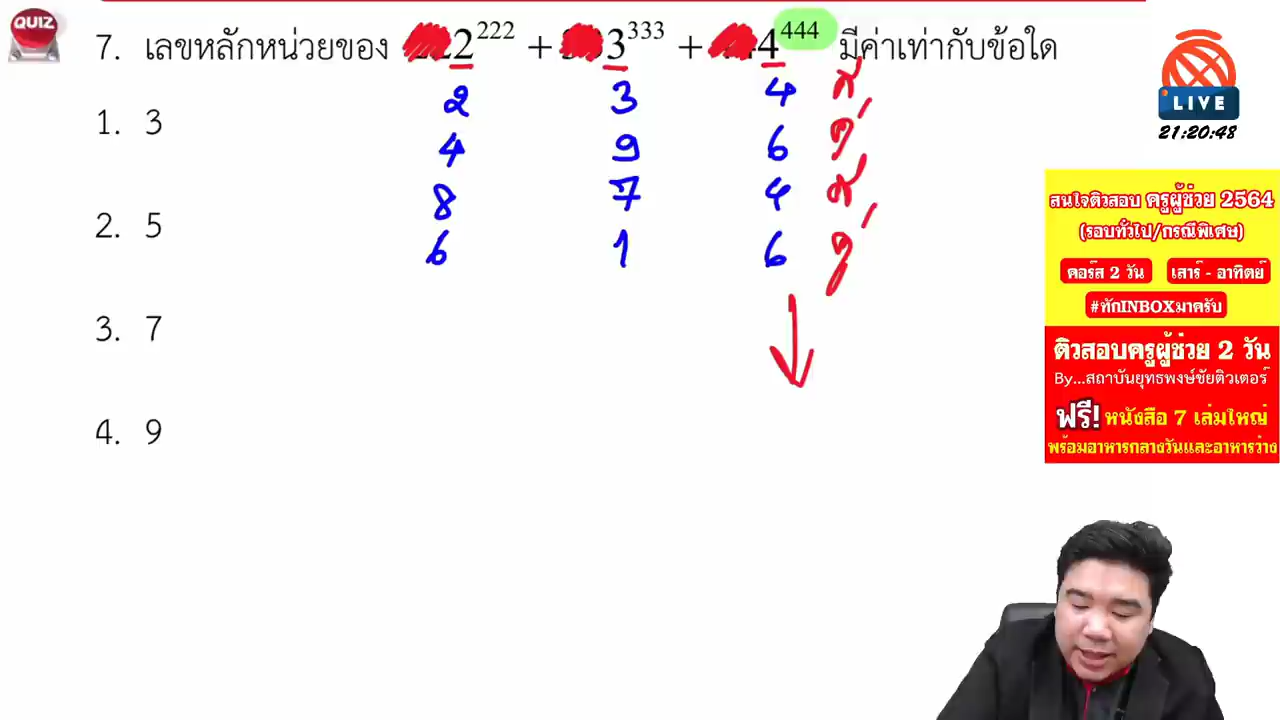 QUIZ
7. เลขหลักหน่วยของ 2²²² + 3³³³ + 4⁴⁴⁴ มีค่าเท่ากับข้อใด
2 3 4 คี่
4 9 6 คู่
8 7 4 คี่
6 1 6 คู่
1. 3
2. 5
3. 7
4. 9
LIVE
21:20:48
สนใจติวสอบ ครูผู้ช่วย 2564
(รอบทั่วไป/กรณีพิเศษ)
คอร์ส 2 วัน เสาร์ - อาทิตย์
#ทักINBOXมาครับ
ติวสอบครูผู้ช่วย 2 วัน
By...สถาบันยุทธพงษ์ชัยติวเตอร์
ฟรี! หนังสือ 7 เล่มใหญ่
พร้อมอาหารกลางวันและอาหารว่าง